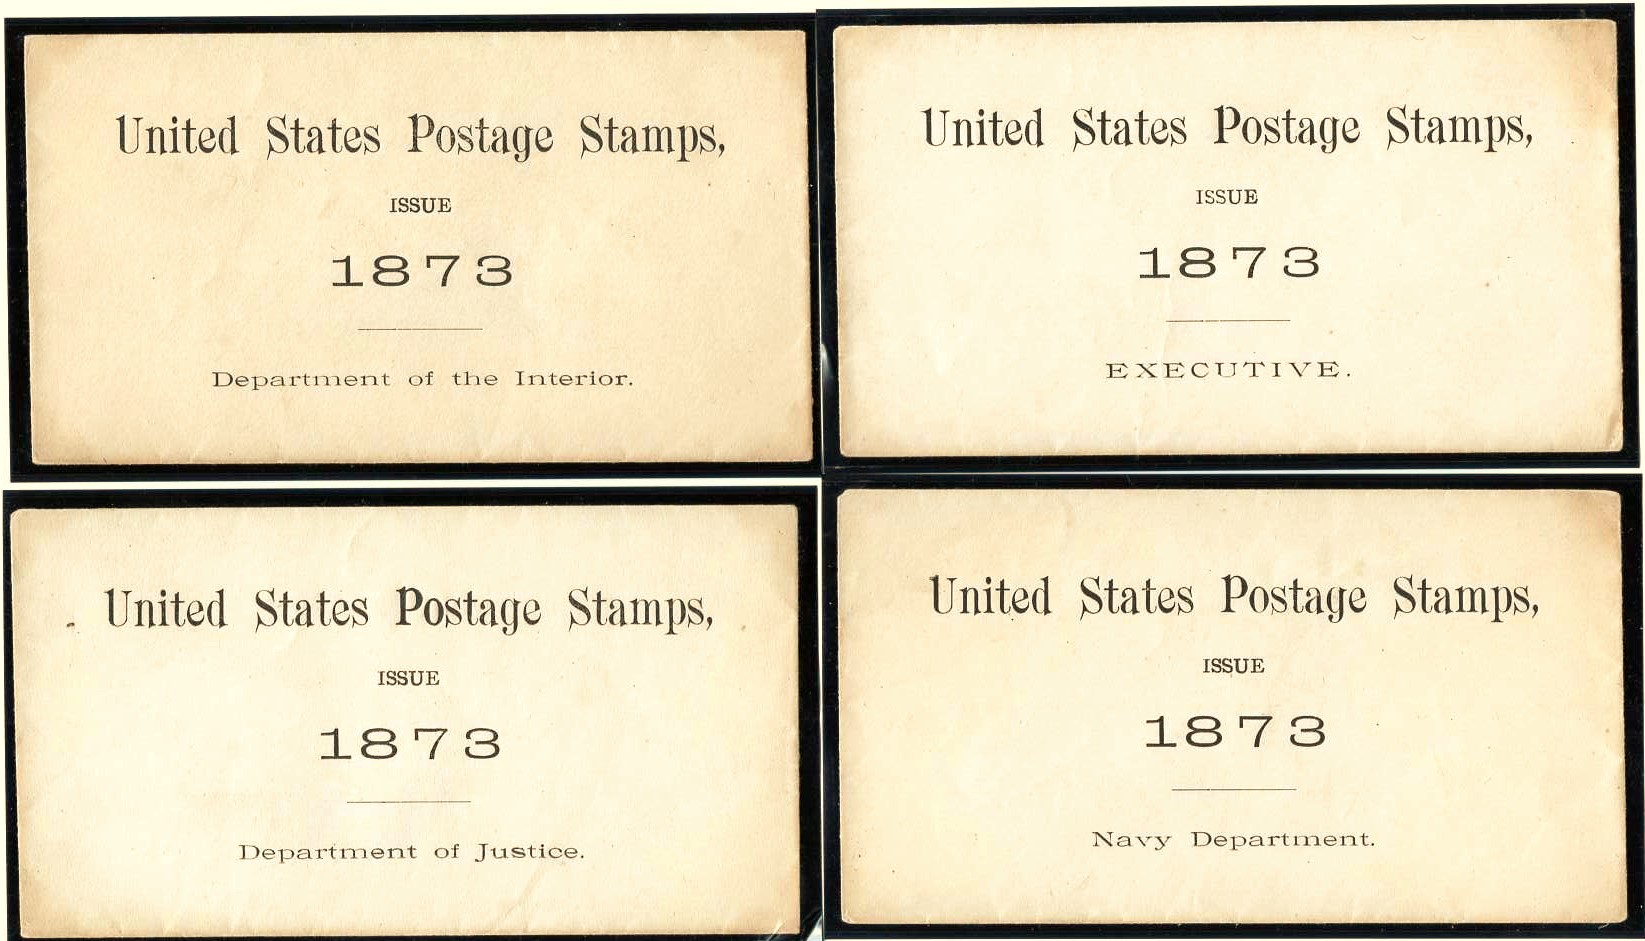 United States Postage Stamps,
ISSUE
1873
Department of the Interior.
United States Postage Stamps,
ISSUE
1873
EXECUTIVE.
United States Postage Stamps,
ISSUE
1873
Department of Justice.
United States Postage Stamps,
ISSUE
1873
Navy Department.